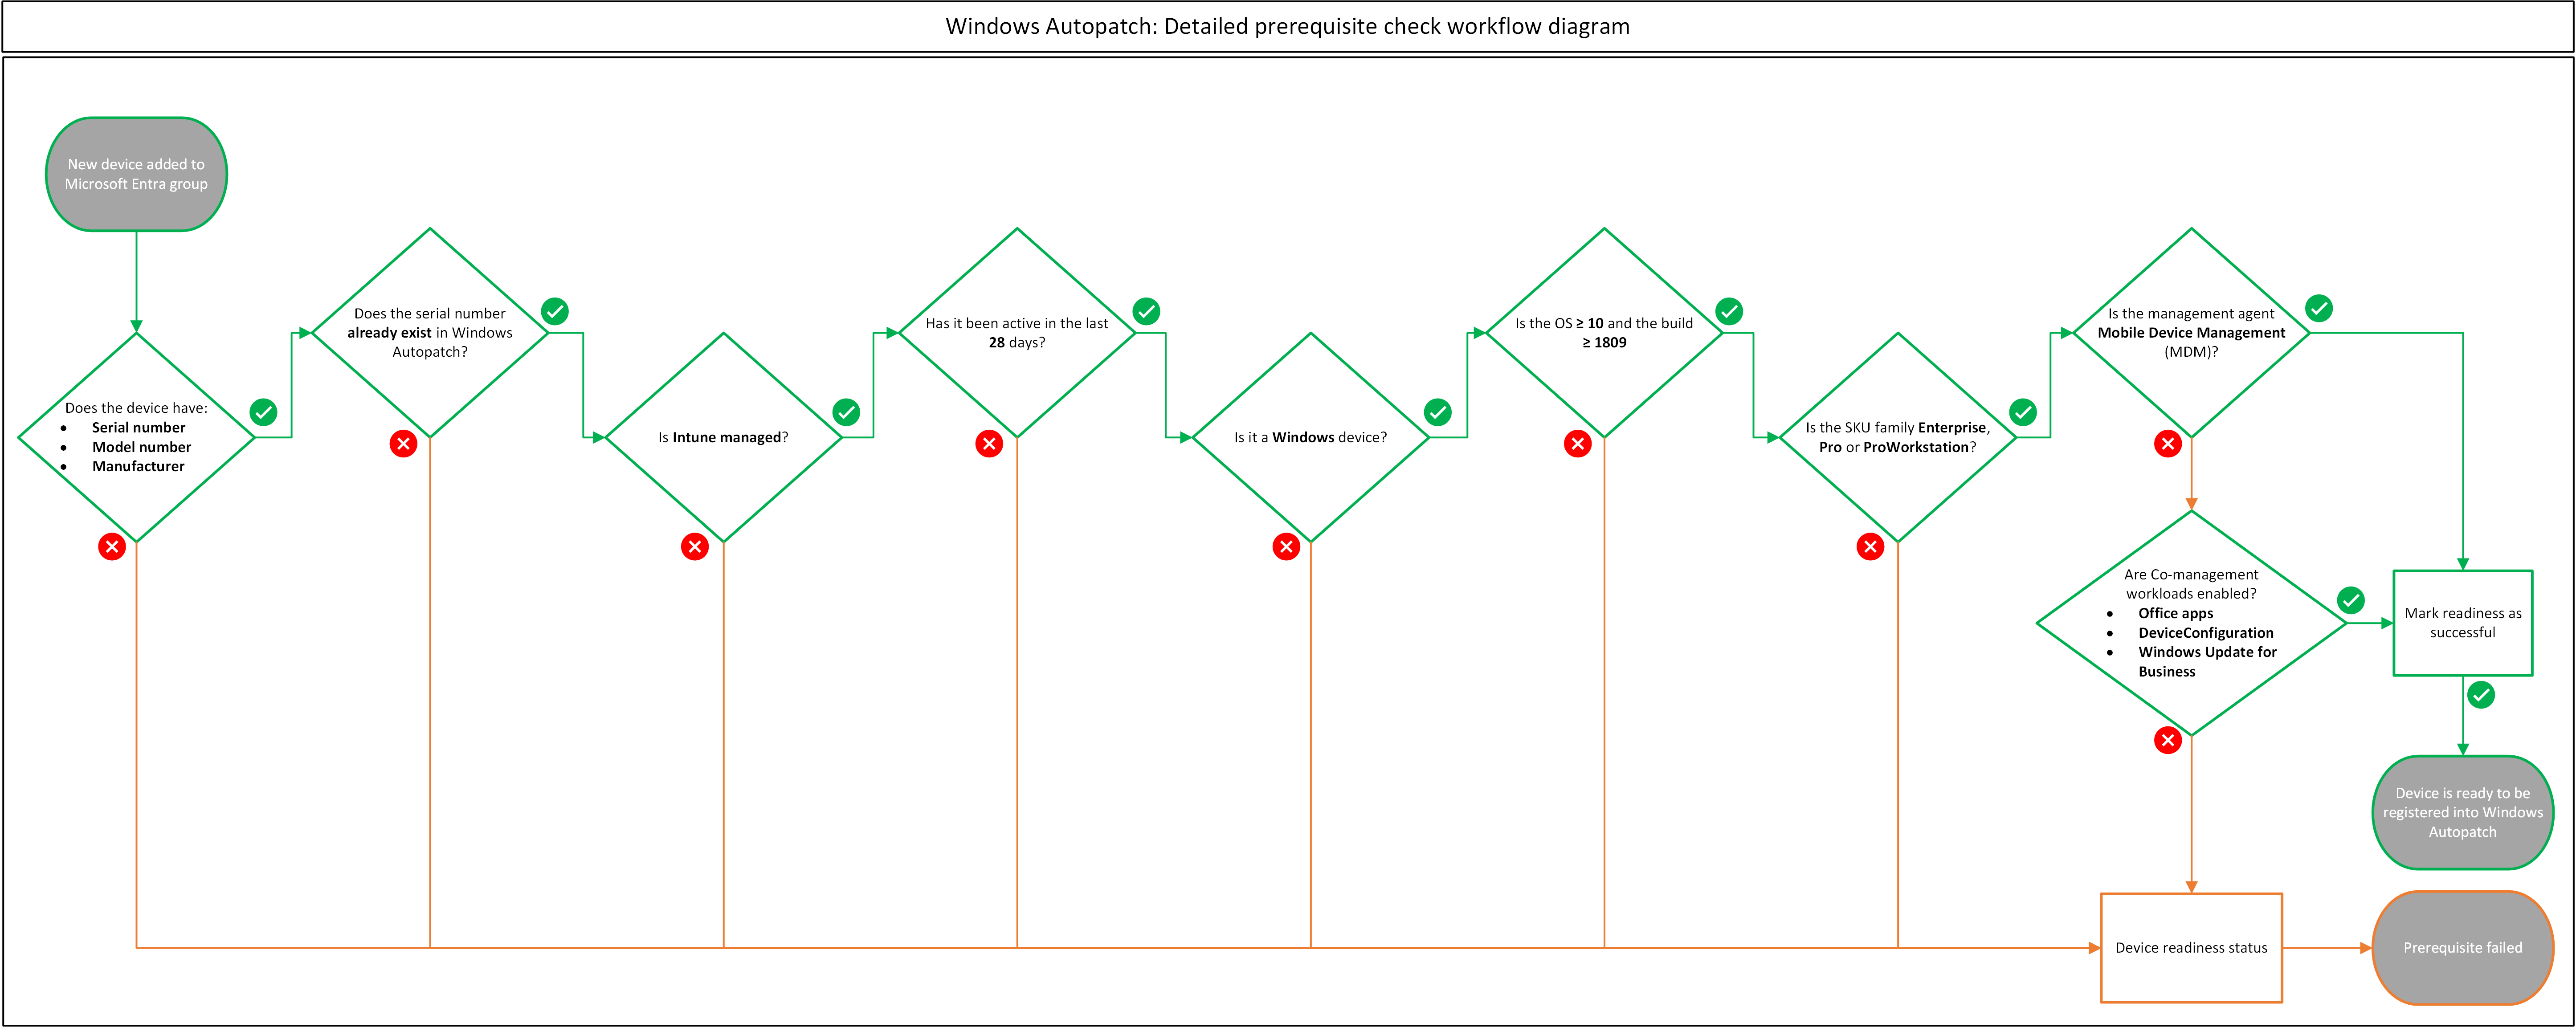 Windows Autopatch: Detailed prerequisite check workflow diagram
New device added to
Microsoft Entra group
Does the device have:
• Serial number
• Model number
• Manufacturer
Does the serial number
already exist in Windows
Autopatch?
Is Intune managed?
Has it been active in the last
28 days?
Is it a Windows device?
Is the OS ≥ 10 and the build
≥ 1809
Is the SKU family Enterprise,
Pro or ProWorkstation?
Is the management agent
Mobile Device Management
(MDM)?
Are Co-management
workloads enabled?
• Office apps
• DeviceConfiguration
• Windows Update for
Business
Mark readiness as
successful
Device is ready to be
registered into Windows
Autopatch
Device readiness status
Prerequisite failed